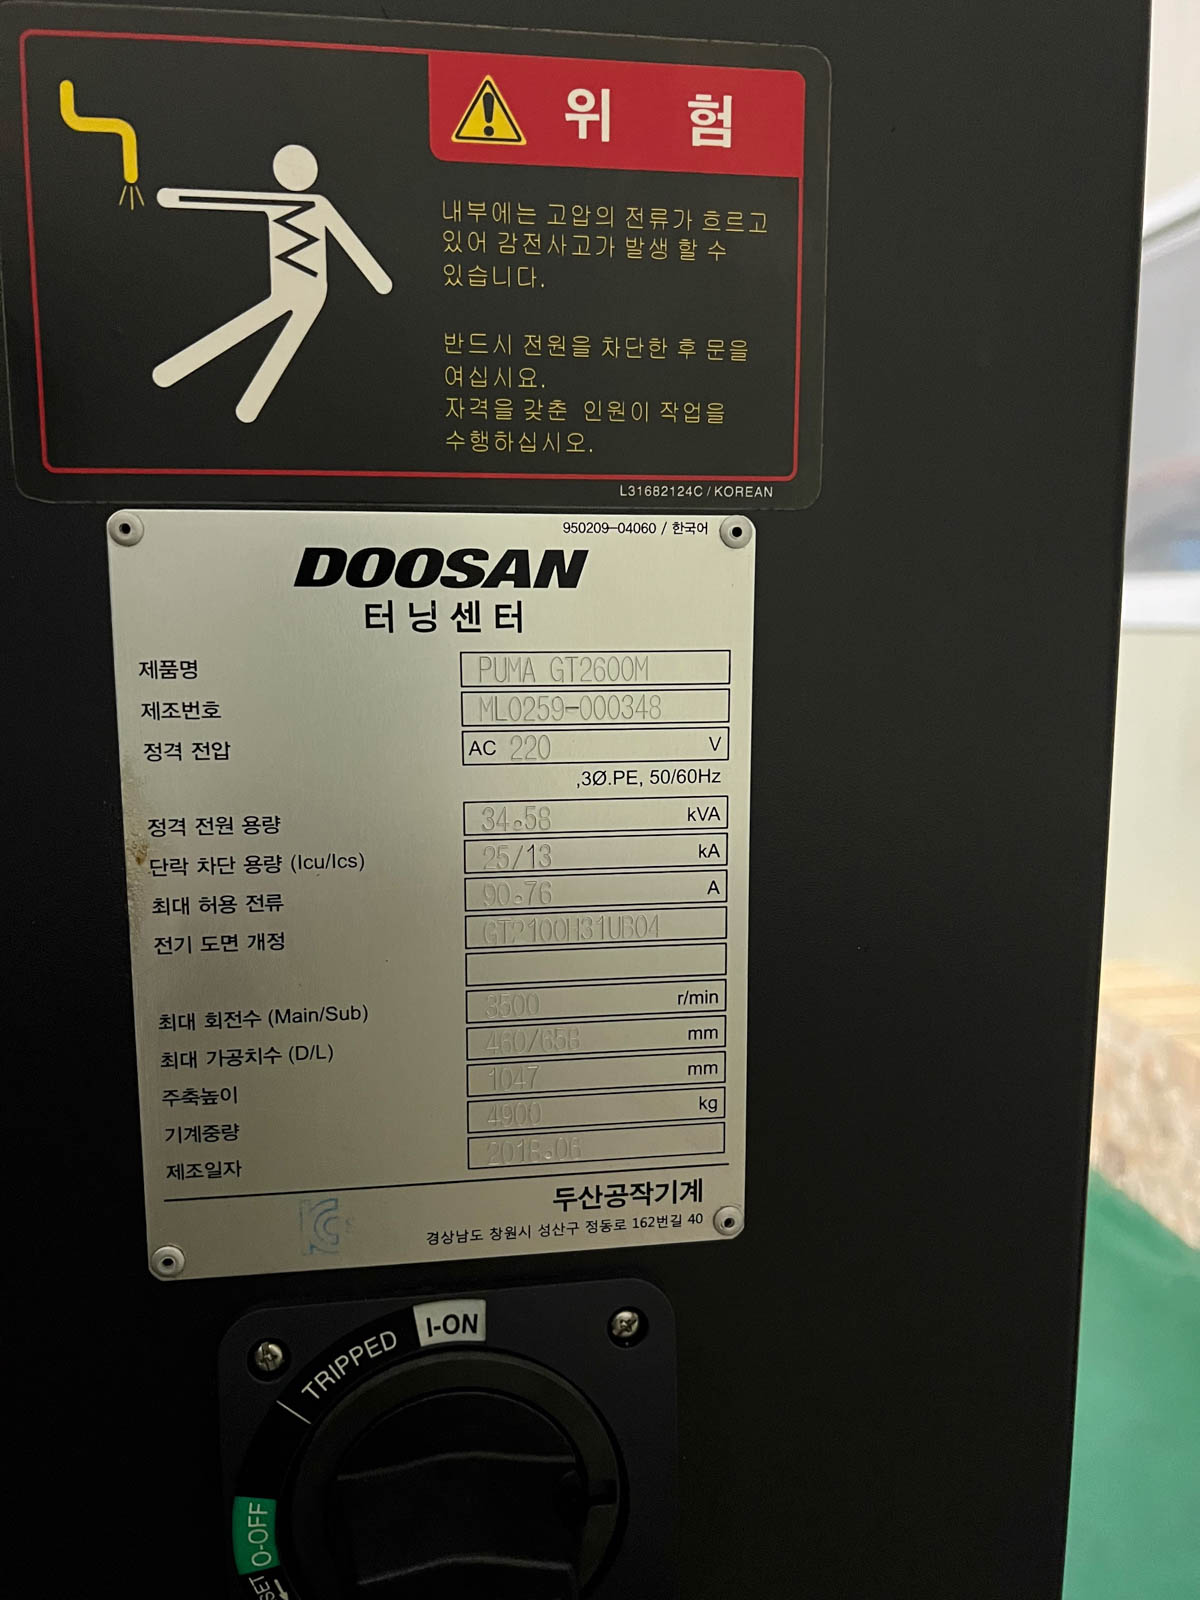 위 험
내부에는 고압의 전류가 흐르고
있어 감전사고가 발생 할 수
있습니다.
반드시 전원을 차단한 후 문을
여십시요.
자격을 갖춘 인원이 작업을
수행하십시오.
L31682124C / KOREAN
950209-04060 / 한국어
DOOSAN
터닝센터
제품명 PUMA GT2600M
제조번호 ML0259-000348
정격 전압 AC 220 V
,3Ø.PE, 50/60Hz
정격 전원 용량 34.58 kVA
단락 차단 용량 (Icu/Ics) 25/13 kA
최대 허용 전류 90.76 A
전기 도면 개정 GT2100H31UB04
최대 회전수 (Main/Sub) 3500 r/min
최대 가공치수 (D/L) 460/658 mm
주축높이 1047 mm
기계중량 4900 kg
제조일자 2018.06
두산공작기계
경상남도 창원시 성산구 정동로 162번길 40
I-ON
TRIPPED
O-OFF